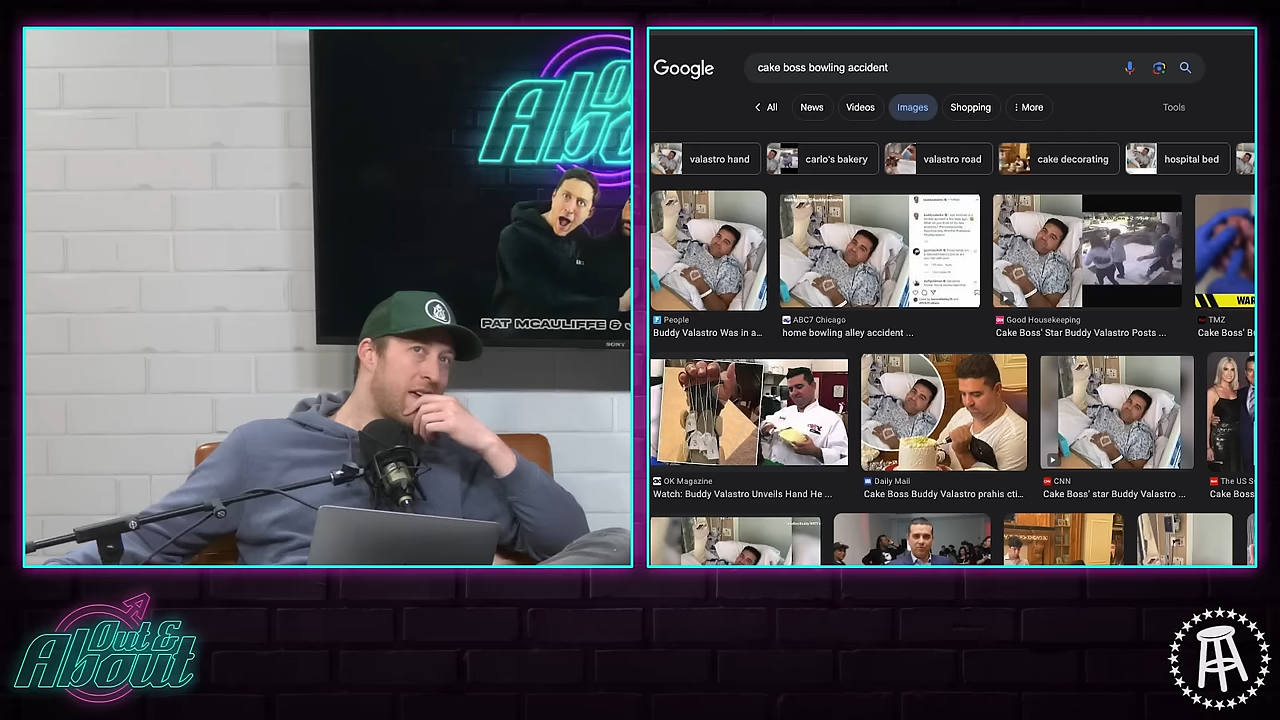 Google
cake boss bowling accident
All
News
Videos
Images
Shopping
More
Tools
valastro hand
carlo's bakery
valastro road
cake decorating
hospital bed
People
Buddy Valastro Was in a...
ABC7 Chicago
home bowling alley accident ...
Good Housekeeping
Cake Boss' Star Buddy Valastro Posts ...
WAR
TMZ
Cake Boss' B
OK Magazine
Watch: Buddy Valastro Unveils Hand He ...
Daily Mail
Cake Boss Buddy Valastro prahis cti...
CNN
Cake Boss' star Buddy Valastro ...
The US S
Cake Boss
PAT MCAULIFFE & J
SONY
Out &
About